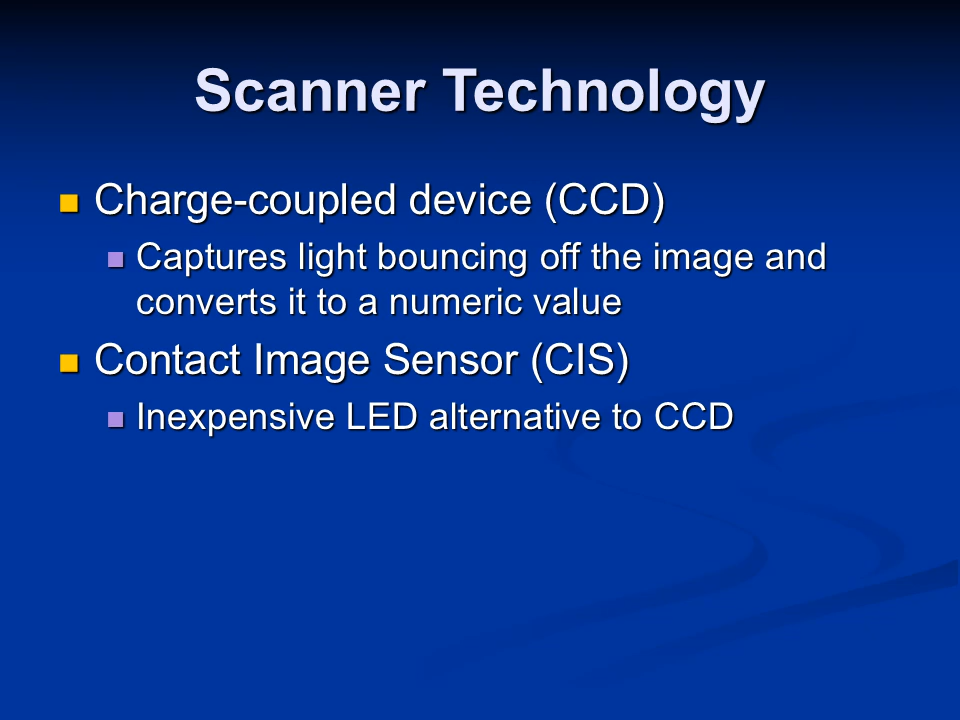 Scanner Technology
Charge-coupled device (CCD)
Captures light bouncing off the image and
converts it to a numeric value
Contact Image Sensor (CIS)
Inexpensive LED alternative to CCD